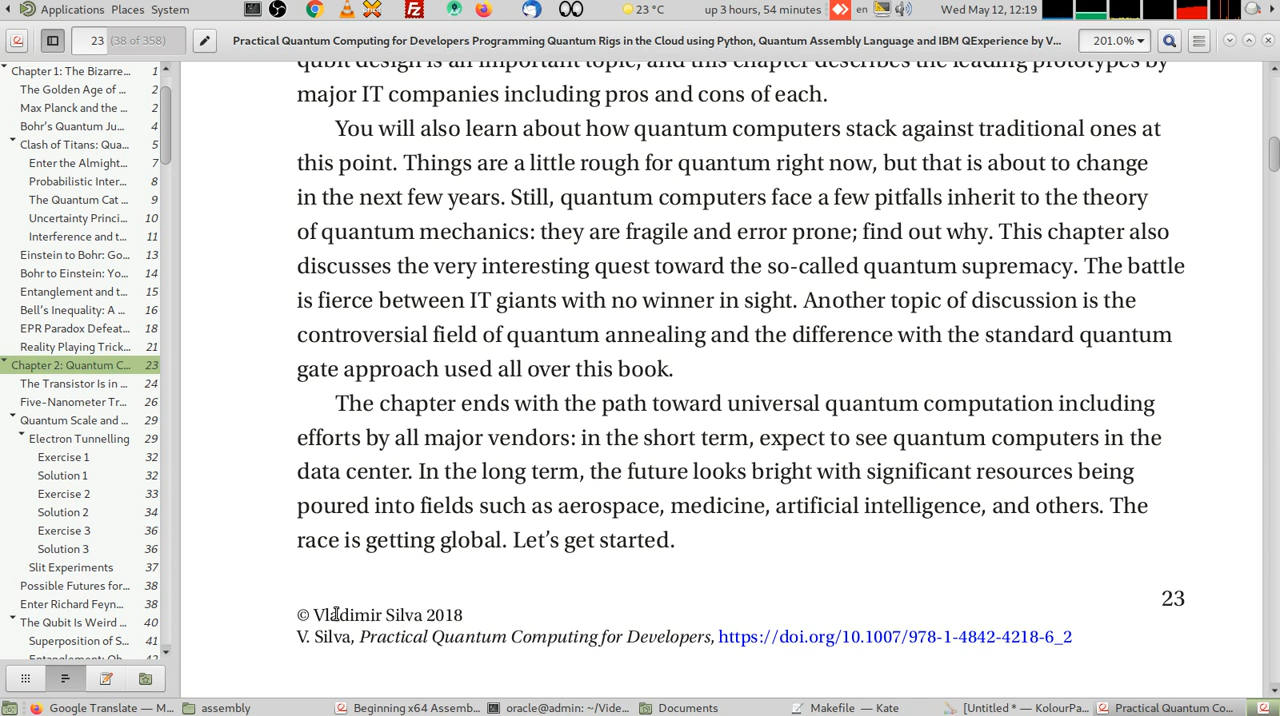 Applications Places System
23 °C
up 3 hours, 54 minutes
en
Wed May 12, 12:19
23
(38 of 358)
Practical Quantum Computing for Developers Programming Quantum Rigs in the Cloud using Python, Quantum Assembly Language and IBM QExperience by V...
201.0%
Chapter 1: The Bizarre... 1
The Golden Age of ... 2
Max Planck and the ... 2
Bohr's Quantum Ju... 4
Clash of Titans: Qua... 5
Enter the Almight... 7
Probabilistic Inter... 8
The Quantum Cat ... 9
Uncertainty Princi... 10
Interference and t... 11
Einstein to Bohr: Go... 13
Bohr to Einstein: Yo... 14
Entanglement and t... 15
Bell's Inequality: A ... 16
EPR Paradox Defeat... 18
Reality Playing Trick... 21
Chapter 2: Quantum C... 23
The Transistor Is in ... 24
Five-Nanometer Tr... 26
Quantum Scale and ... 29
Electron Tunnelling 29
Exercise 1 32
Solution 1 32
Exercise 2 33
Solution 2 34
Exercise 3 36
Solution 3 36
Slit Experiments 37
Possible Futures for... 38
Enter Richard Feyn... 38
The Qubit Is Weird ... 40
Superposition of S... 41
Entanglement: Ob... 42
qubit design is an important topic, and this chapter describes the leading prototypes by
major IT companies including pros and cons of each.
You will also learn about how quantum computers stack against traditional ones at
this point. Things are a little rough for quantum right now, but that is about to change
in the next few years. Still, quantum computers face a few pitfalls inherit to the theory
of quantum mechanics: they are fragile and error prone; find out why. This chapter also
discusses the very interesting quest toward the so-called quantum supremacy. The battle
is fierce between IT giants with no winner in sight. Another topic of discussion is the
controversial field of quantum annealing and the difference with the standard quantum
gate approach used all over this book.
The chapter ends with the path toward universal quantum computation including
efforts by all major vendors: in the short term, expect to see quantum computers in the
data center. In the long term, the future looks bright with significant resources being
poured into fields such as aerospace, medicine, artificial intelligence, and others. The
race is getting global. Let's get started.
23
© Vladimir Silva 2018
V. Silva, Practical Quantum Computing for Developers, https://doi.org/10.1007/978-1-4842-4218-6_2
Google Translate — M...
assembly
Beginning x64 Assemb...
oracle@admin: ~/Vide...
Documents
Makefile — Kate
[Untitled * — KolourPa...
Practical Quantum Co...